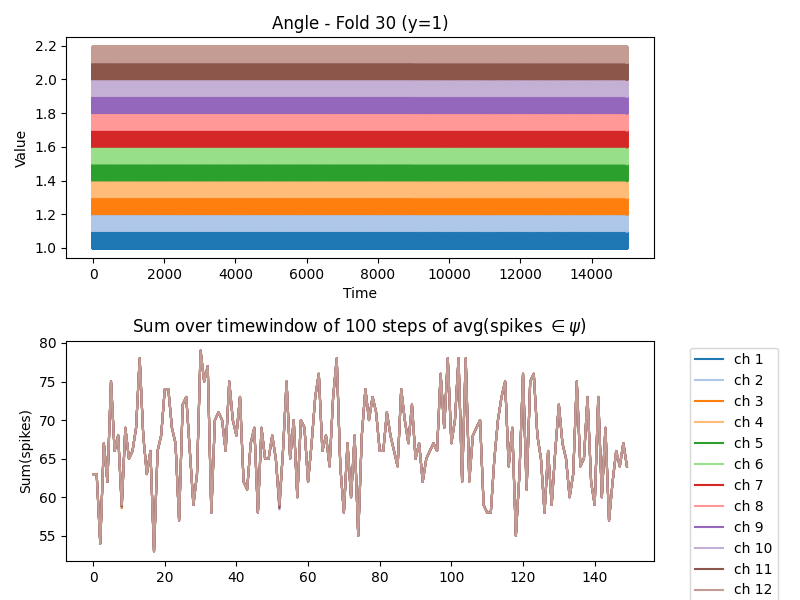 Angle - Fold 30 (y=1)
2.2
2.0
1.8
1.6
1.4
1.2
1.0
Value
0 2000 4000 6000 8000 10000 12000 14000
Time
Sum over timewindow of 100 steps of avg(spikes ∈ ψ)
80
75
70
65
60
55
Sum(spikes)
0 20 40 60 80 100 120 140
ch 1
ch 2
ch 3
ch 4
ch 5
ch 6
ch 7
ch 8
ch 9
ch 10
ch 11
ch 12